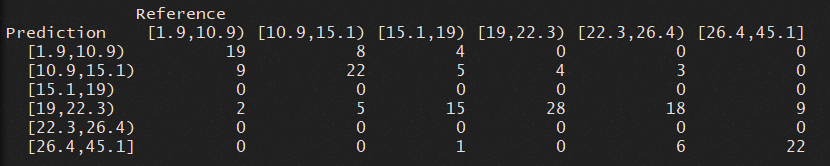 Reference
Prediction [1.9,10.9) [10.9,15.1) [15.1,19) [19,22.3) [22.3,26.4) [26.4,45.1]
[1.9,10.9) 19 8 4 0 0 0
[10.9,15.1) 9 22 5 4 3 0
[15.1,19) 0 0 0 0 0 0
[19,22.3) 2 5 15 28 18 9
[22.3,26.4) 0 0 0 0 0 0
[26.4,45.1] 0 0 1 0 6 22